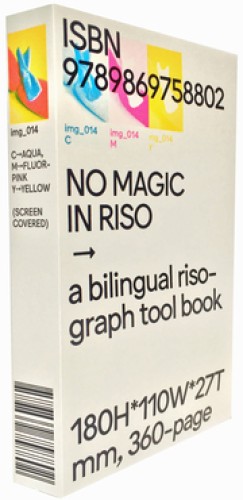 img_014
C→AQUA,
M→FLUOR-
PINK
Y→YELLOW
(SCREEN
COVERED)
ISBN
9789869758802
img_014
C
img_014
M
NO MAGIC
IN RISO
→
a bilingual riso-
graph tool book
180H*110W*27T
mm, 360-page